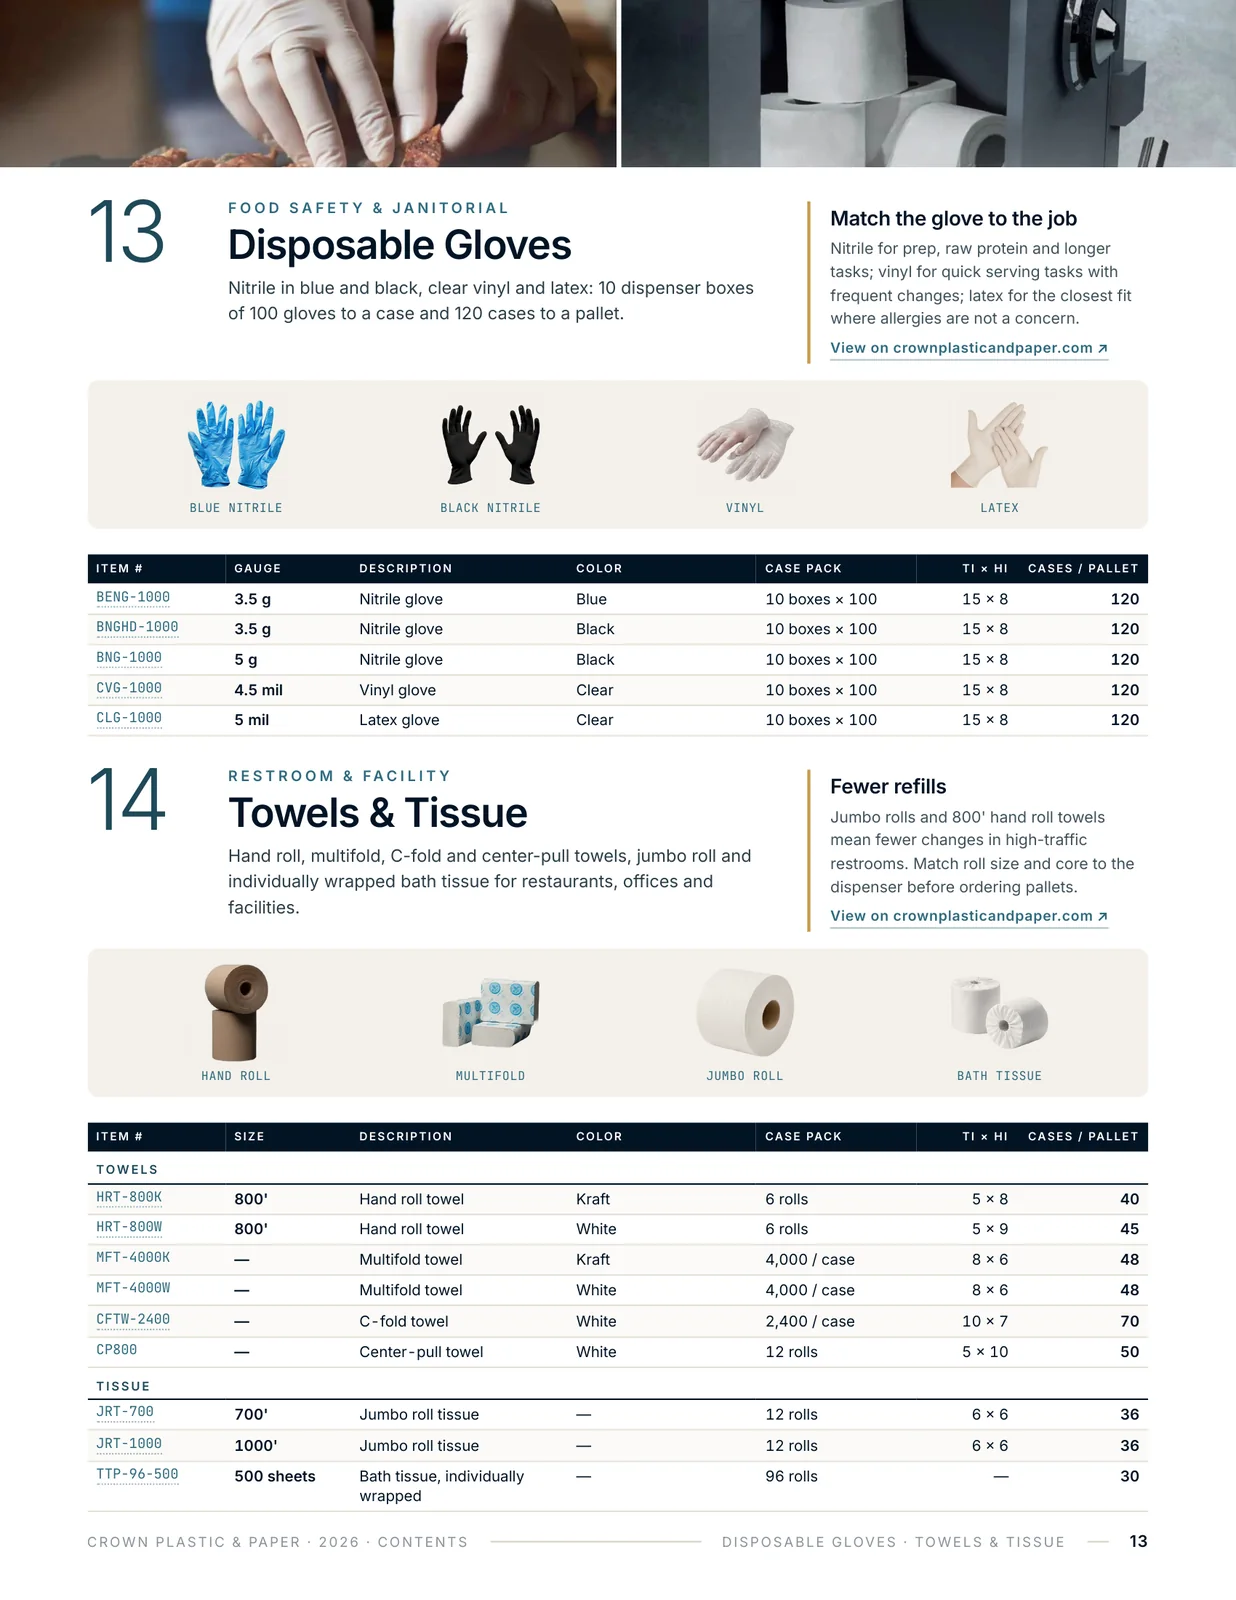 13
FOOD SAFETY & JANITORIAL
Disposable Gloves
Nitrile in blue and black, clear vinyl and latex: 10 dispenser boxes
of 100 gloves to a case and 120 cases to a pallet.
Match the glove to the job
Nitrile for prep, raw protein and longer
tasks; vinyl for quick serving tasks with
frequent changes; latex for the closest fit
where allergies are not a concern.
View on crownplasticandpaper.com ↗
BLUE NITRILE BLACK NITRILE VINYL LATEX
ITEM # GAUGE DESCRIPTION COLOR CASE PACK TI × HI CASES / PALLET
BENG-1000 3.5 g Nitrile glove Blue 10 boxes × 100 15 × 8 120
BNGHD-1000 3.5 g Nitrile glove Black 10 boxes × 100 15 × 8 120
BNG-1000 5 g Nitrile glove Black 10 boxes × 100 15 × 8 120
CVG-1000 4.5 mil Vinyl glove Clear 10 boxes × 100 15 × 8 120
CLG-1000 5 mil Latex glove Clear 10 boxes × 100 15 × 8 120
14
RESTROOM & FACILITY
Towels & Tissue
Hand roll, multifold, C-fold and center-pull towels, jumbo roll and
individually wrapped bath tissue for restaurants, offices and
facilities.
Fewer refills
Jumbo rolls and 800' hand roll towels
mean fewer changes in high-traffic
restrooms. Match roll size and core to the
dispenser before ordering pallets.
View on crownplasticandpaper.com ↗
HAND ROLL MULTIFOLD JUMBO ROLL BATH TISSUE
ITEM # SIZE DESCRIPTION COLOR CASE PACK TI × HI CASES / PALLET
TOWELS
HRT-800K 800' Hand roll towel Kraft 6 rolls 5 × 8 40
HRT-800W 800' Hand roll towel White 6 rolls 5 × 9 45
MFT-4000K — Multifold towel Kraft 4,000 / case 8 × 6 48
MFT-4000W — Multifold towel White 4,000 / case 8 × 6 48
CFTW-2400 — C-fold towel White 2,400 / case 10 × 7 70
CP800 — Center-pull towel White 12 rolls 5 × 10 50
TISSUE
JRT-700 700' Jumbo roll tissue — 12 rolls 6 × 6 36
JRT-1000 1000' Jumbo roll tissue — 12 rolls 6 × 6 36
TTP-96-500 500 sheets Bath tissue, individually — 96 rolls — 30
wrapped
CROWN PLASTIC & PAPER · 2026 · CONTENTS DISPOSABLE GLOVES · TOWELS & TISSUE 13